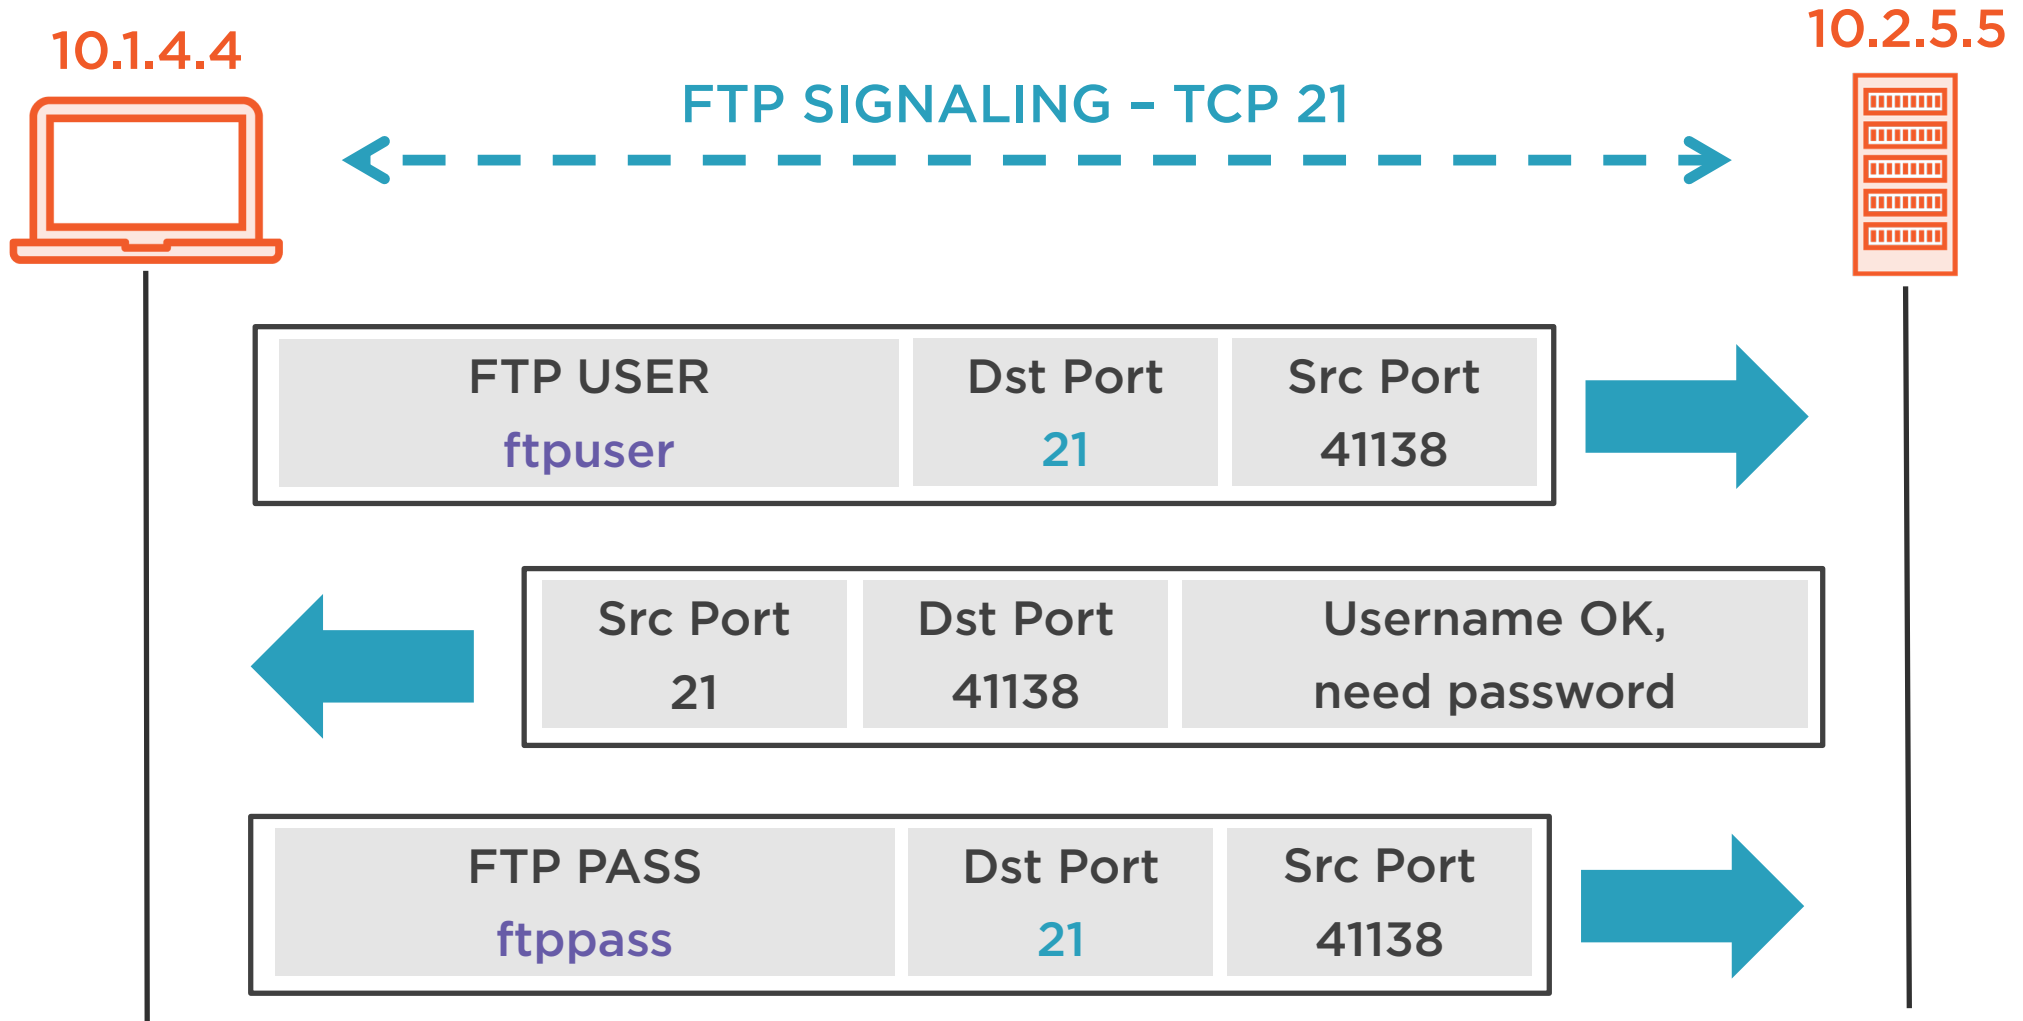 10.1.4.4
10.2.5.5
FTP SIGNALING – TCP 21
FTP USER
ftpuser
Dst Port
21
Src Port
41138
Src Port
21
Dst Port
41138
Username OK,
need password
FTP PASS
ftppass
Dst Port
21
Src Port
41138